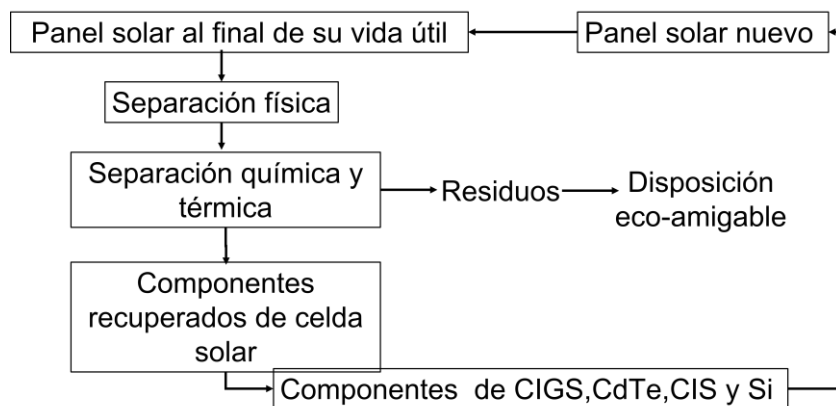 Panel solar al final de su vida útil
Panel solar nuevo
Separación física
Separación química y
térmica
Residuos
Disposición
eco-amigable
Componentes
recuperados de celda
solar
Componentes de CIGS,CdTe,CIS y Si